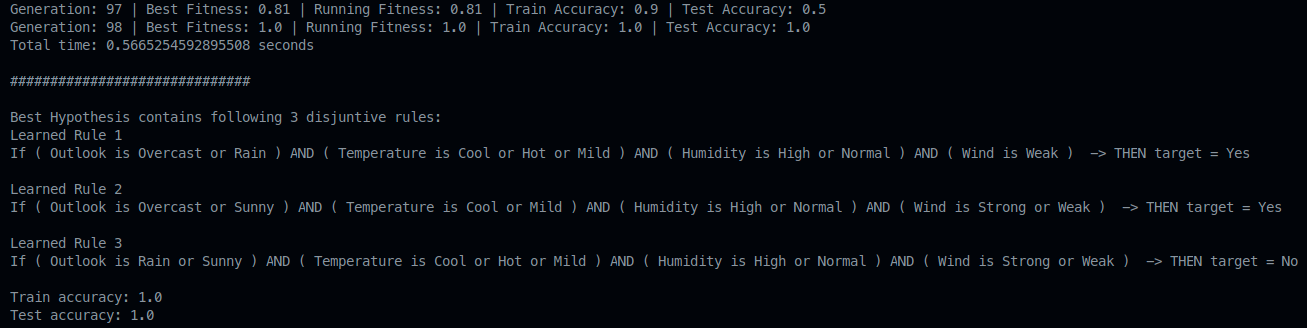 Generation: 97 | Best Fitness: 0.81 | Running Fitness: 0.81 | Train Accuracy: 0.9 | Test Accuracy: 0.5
Generation: 98 | Best Fitness: 1.0 | Running Fitness: 1.0 | Train Accuracy: 1.0 | Test Accuracy: 1.0
Total time: 0.5665254592895508 seconds
##############################
Best Hypothesis contains following 3 disjuntive rules:
Learned Rule 1
If ( Outlook is Overcast or Rain ) AND ( Temperature is Cool or Hot or Mild ) AND ( Humidity is High or Normal ) AND ( Wind is Weak )  —> THEN target = Yes
Learned Rule 2
If ( Outlook is Overcast or Sunny ) AND ( Temperature is Cool or Mild ) AND ( Humidity is High or Normal ) AND ( Wind is Strong or Weak )  —> THEN target = Yes
Learned Rule 3
If ( Outlook is Rain or Sunny ) AND ( Temperature is Cool or Hot or Mild ) AND ( Humidity is High or Normal ) AND ( Wind is Strong or Weak )  —> THEN target = No
Train accuracy: 1.0
Test accuracy: 1.0